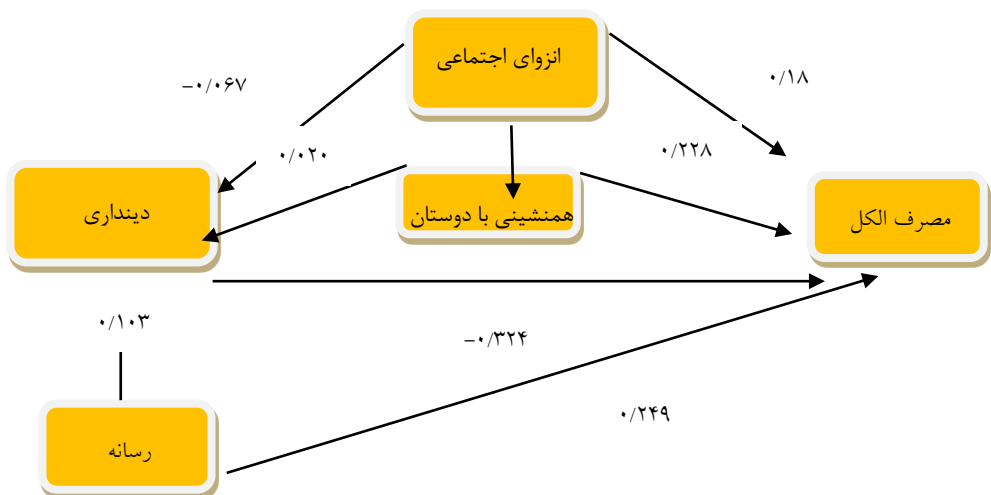 انزوای اجتماعی
۰/۱۸
-۰/۰۶۷
۰/۲۲۸
۰/۰۲۰
مصرف الکل
همنشینی با دوستان
دینداری
۰/۱۰۳
-۰/۳۲۴
۰/۲۴۹
رسانه